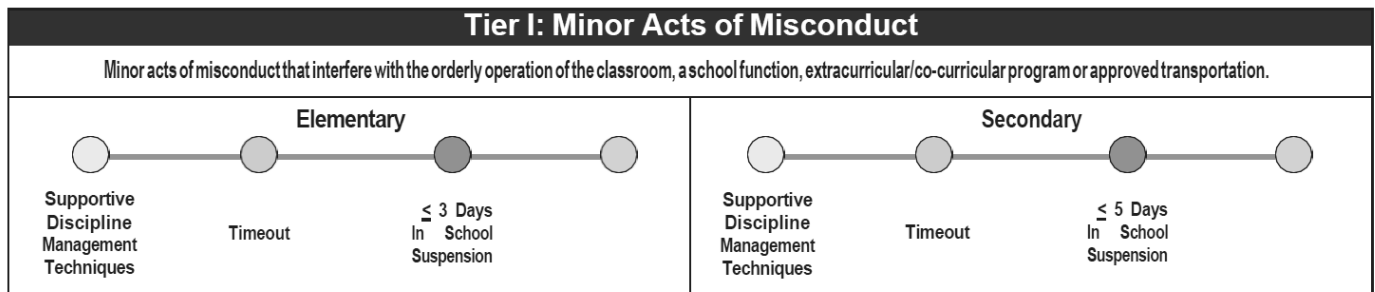 Tier I: Minor Acts of Misconduct
Minor acts of misconduct that interfere with the orderly operation of the classroom, a school function, extracurricular/co-curricular program or approved transportation.
Elementary
Supportive
Discipline
Management
Techniques
Timeout
≤ 3 Days
In School
Suspension
Secondary
Supportive
Discipline
Management
Techniques
Timeout
≤ 5 Days
In School
Suspension